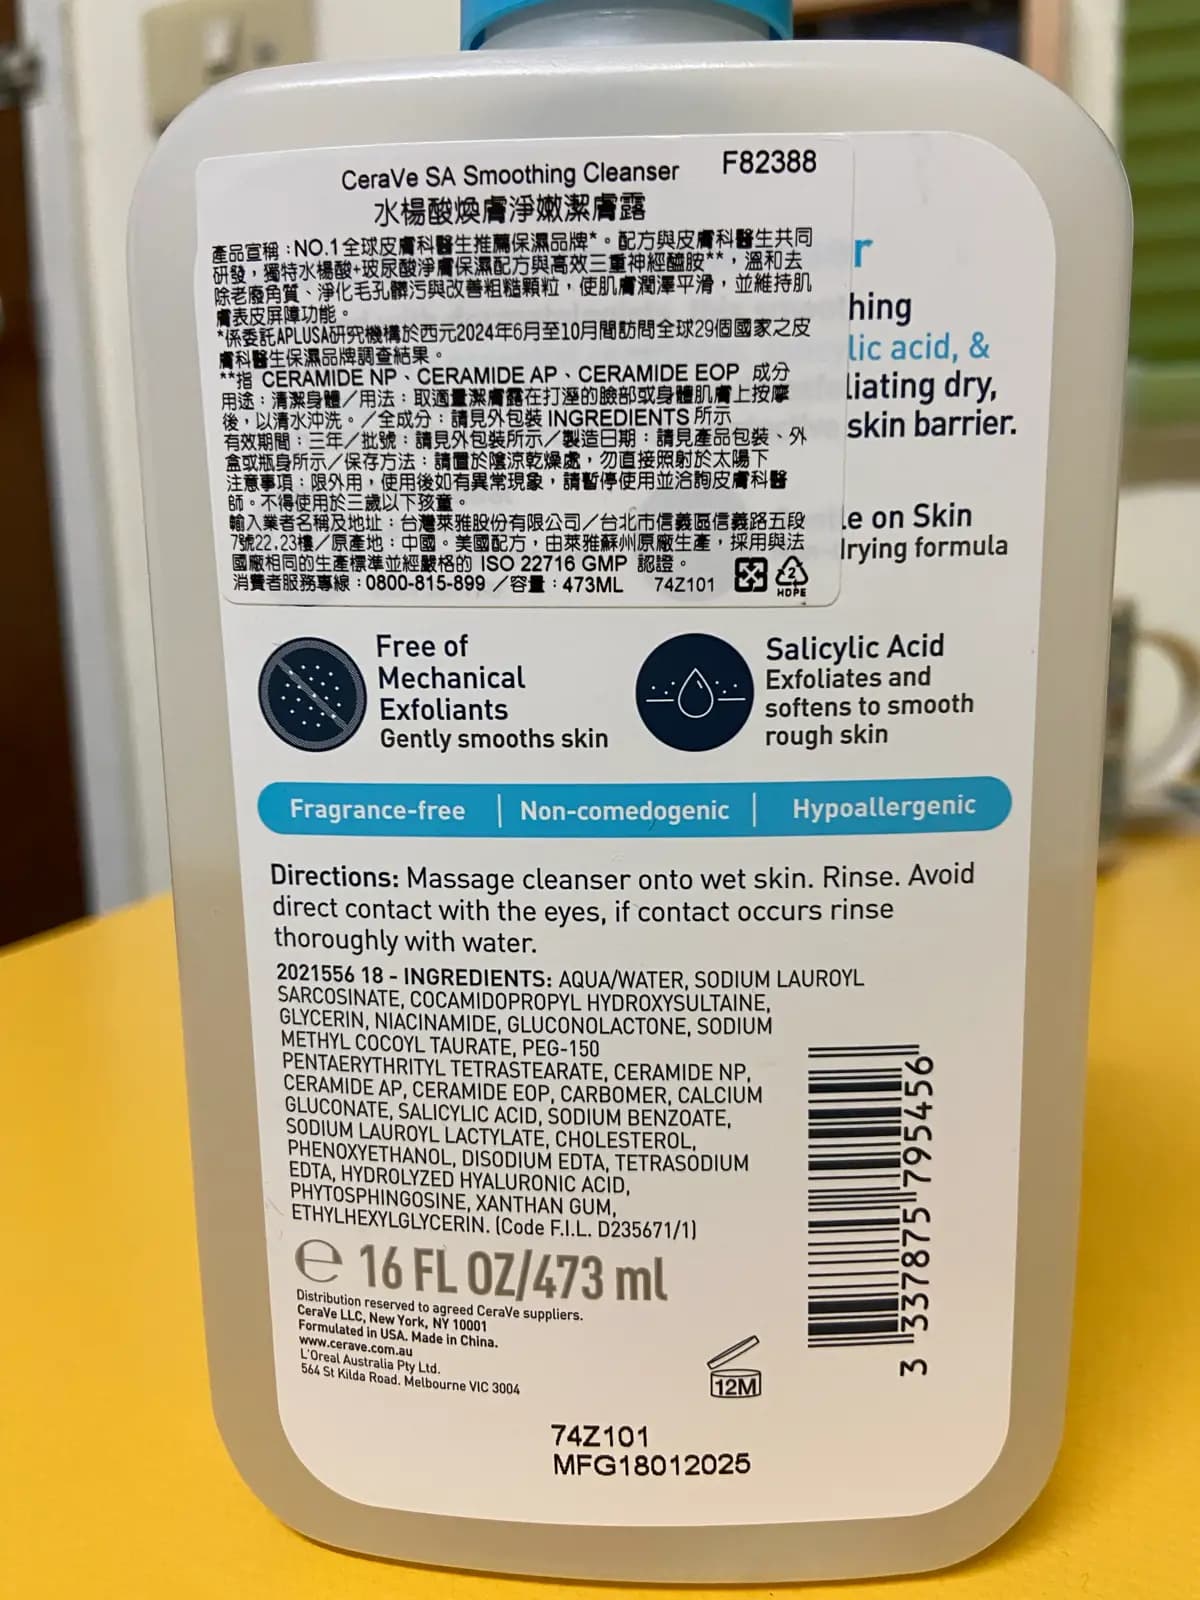 CeraVe SA Smoothing Cleanser F82388
水楊酸煥膚淨嫩潔膚露
產品宣稱：NO.1全球皮膚科醫生推薦保濕品牌*。配方與皮膚科醫生共同
研發，獨特水楊酸+玻尿酸淨膚保濕配方與高效三重神經醯胺**，溫和去
除老廢角質、淨化毛孔髒污與改善粗糙顆粒，使肌膚潤澤平滑，並維持肌
膚表皮屏障功能。
*係委託APLUSA研究機構於西元2024年6月至10月間訪問全球29個國家之皮
膚科醫生保濕品牌調查結果。
**指 CERAMIDE NP、CERAMIDE AP、CERAMIDE EOP 成分
用途：清潔身體／用法：取適量潔膚露在打溼的臉部或身體肌膚上按摩
後，以清水沖洗。／全成分：請見外包裝 INGREDIENTS 所示
有效期間：三年／批號：請見外包裝所示／製造日期：請見產品包裝、外
盒或瓶身所示／保存方法：請置於陰涼乾燥處，勿直接照射於太陽下
注意事項：限外用，使用後如有異常現象，請暫停使用並洽詢皮膚科醫
師。不得使用於三歲以下孩童。
輸入業者名稱及地址：台灣萊雅股份有限公司／台北市信義區信義路五段
7號22,23樓／原產地：中國。美國配方，由萊雅蘇州原廠生產，採用與法
國廠相同的生產標準並經嚴格的 ISO 22716 GMP 認證。
消費者服務專線：0800-815-899 ／容量：473ML 74Z101
2
HDPE
r
hing
lic acid, &
liating dry,
skin barrier.
le on Skin
drying formula
Free of
Mechanical
Exfoliants
Gently smooths skin
Salicylic Acid
Exfoliates and
softens to smooth
rough skin
Fragrance-free | Non-comedogenic | Hypoallergenic
Directions: Massage cleanser onto wet skin. Rinse. Avoid
direct contact with the eyes, if contact occurs rinse
thoroughly with water.
2021556 18 - INGREDIENTS: AQUA/WATER, SODIUM LAUROYL
SARCOSINATE, COCAMIDOPROPYL HYDROXYSULTAINE,
GLYCERIN, NIACINAMIDE, GLUCONOLACTONE, SODIUM
METHYL COCOYL TAURATE, PEG-150
PENTAERYTHRITYL TETRASTEARATE, CERAMIDE NP,
CERAMIDE AP, CERAMIDE EOP, CARBOMER, CALCIUM
GLUCONATE, SALICYLIC ACID, SODIUM BENZOATE,
SODIUM LAUROYL LACTYLATE, CHOLESTEROL,
PHENOXYETHANOL, DISODIUM EDTA, TETRASODIUM
EDTA, HYDROLYZED HYALURONIC ACID,
PHYTOSPHINGOSINE, XANTHAN GUM,
ETHYLHEXYLGLYCERIN. (Code F.I.L. D235671/1)
℮ 16 FL OZ/473 ml
Distribution reserved to agreed CeraVe suppliers.
CeraVe LLC, New York, NY 10001
Formulated in USA. Made in China.
www.cerave.com.au
L'Oreal Australia Pty Ltd.
564 St Kilda Road. Melbourne VIC 3004
12M
3 337875 795456
74Z101
MFG18012025